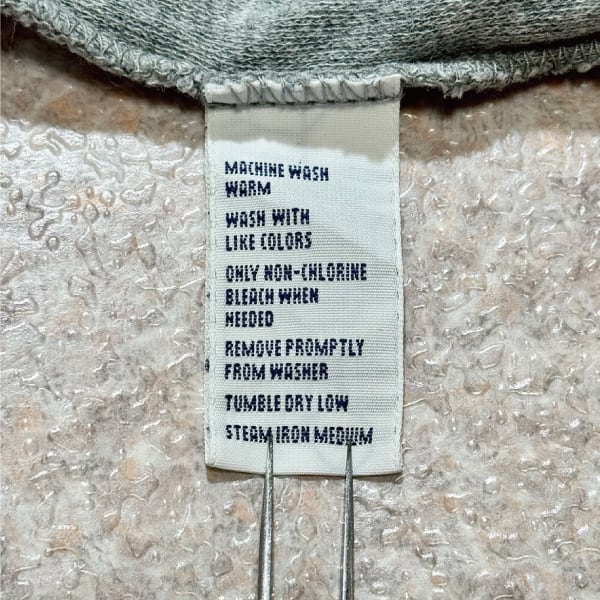 MACHINE WASH
WARM
WASH WITH
LIKE COLORS
ONLY NON-CHLORINE
BLEACH WHEN
NEEDED
REMOVE PROMPTLY
FROM WASHER
TUMBLE DRY LOW
STEAM IRON MEDIUM